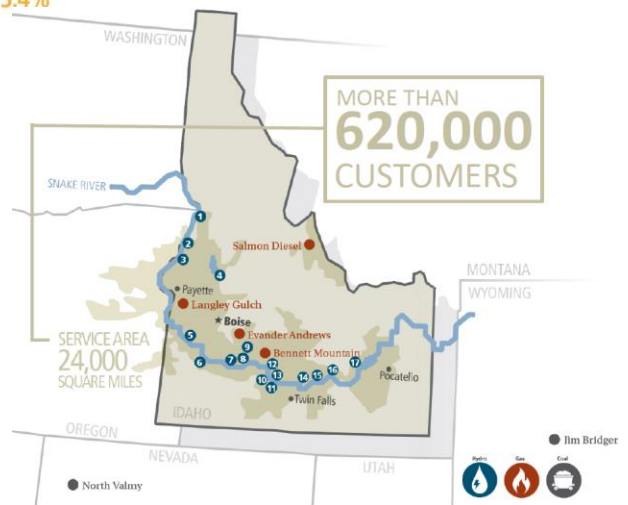 5.4%
WASHINGTON
MORE THAN
620,000
CUSTOMERS
SNAKE RIVER
1
2
3
4
Salmon Diesel
MONTANA
WYOMING
Payette
Langley Gulch
Boise
Evander Andrews
SERVICE AREA
24,000
SQUARE MILES
5
6
7
8
9
Bennett Mountain
10
11
12
13
14
15
16
17
Pocatello
Twin Falls
IDAHO
OREGON
NEVADA
UTAH
Jim Bridger
North Valmy
Hydro
Gas
Coal